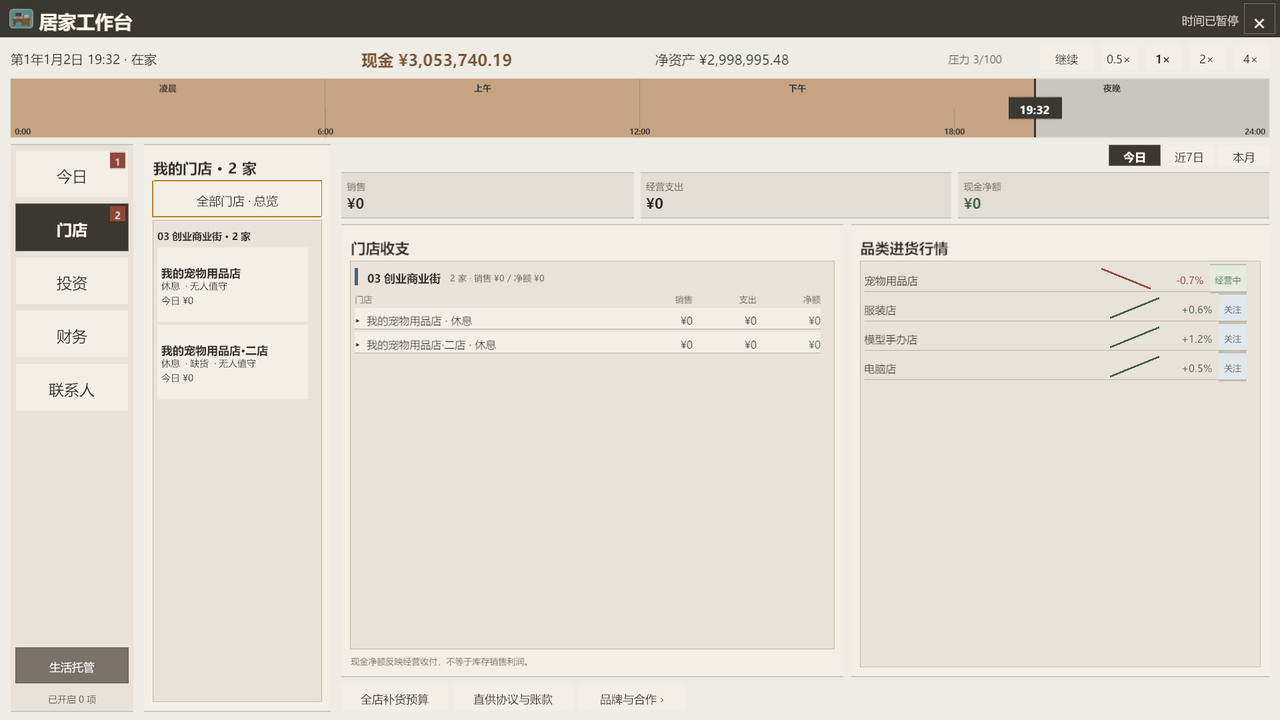 居家工作台
时间已暂停 ×
第1年1月2日 19:32 · 在家
现金 ¥3,053,740.19
净资产 ¥2,998,995.48
压力 3/100
继续 0.5× 1× 2× 4×
凌晨 上午 下午 夜晚
19:32
0:00 6:00 12:00 18:00 24:00
今日 1
门店 2
投资
财务
联系人
生活托管
已开启 0 项
我的门店 • 2 家
全部门店 · 总览
03 创业商业街 • 2 家
我的宠物用品店
休息 · 无人值守
今日 ¥0
我的宠物用品店•二店
休息 · 缺货 · 无人值守
今日 ¥0
今日 近7日 本月
销售
¥0
经营支出
¥0
现金净额
¥0
门店收支
03 创业商业街 2 家 · 销售 ¥0 / 净额 ¥0
门店 销售 支出 净额
▸ 我的宠物用品店 · 休息 ¥0 ¥0 ¥0
▸ 我的宠物用品店·二店 · 休息 ¥0 ¥0 ¥0
现金净额反映经营收付，不等于库存销售利润。
品类进货行情
宠物用品店 -0.7% 经营中
服装店 +0.6% 关注
模型手办店 +1.2% 关注
电脑店 +0.5% 关注
全店补货预算 直供协议与账款 品牌与合作 ›